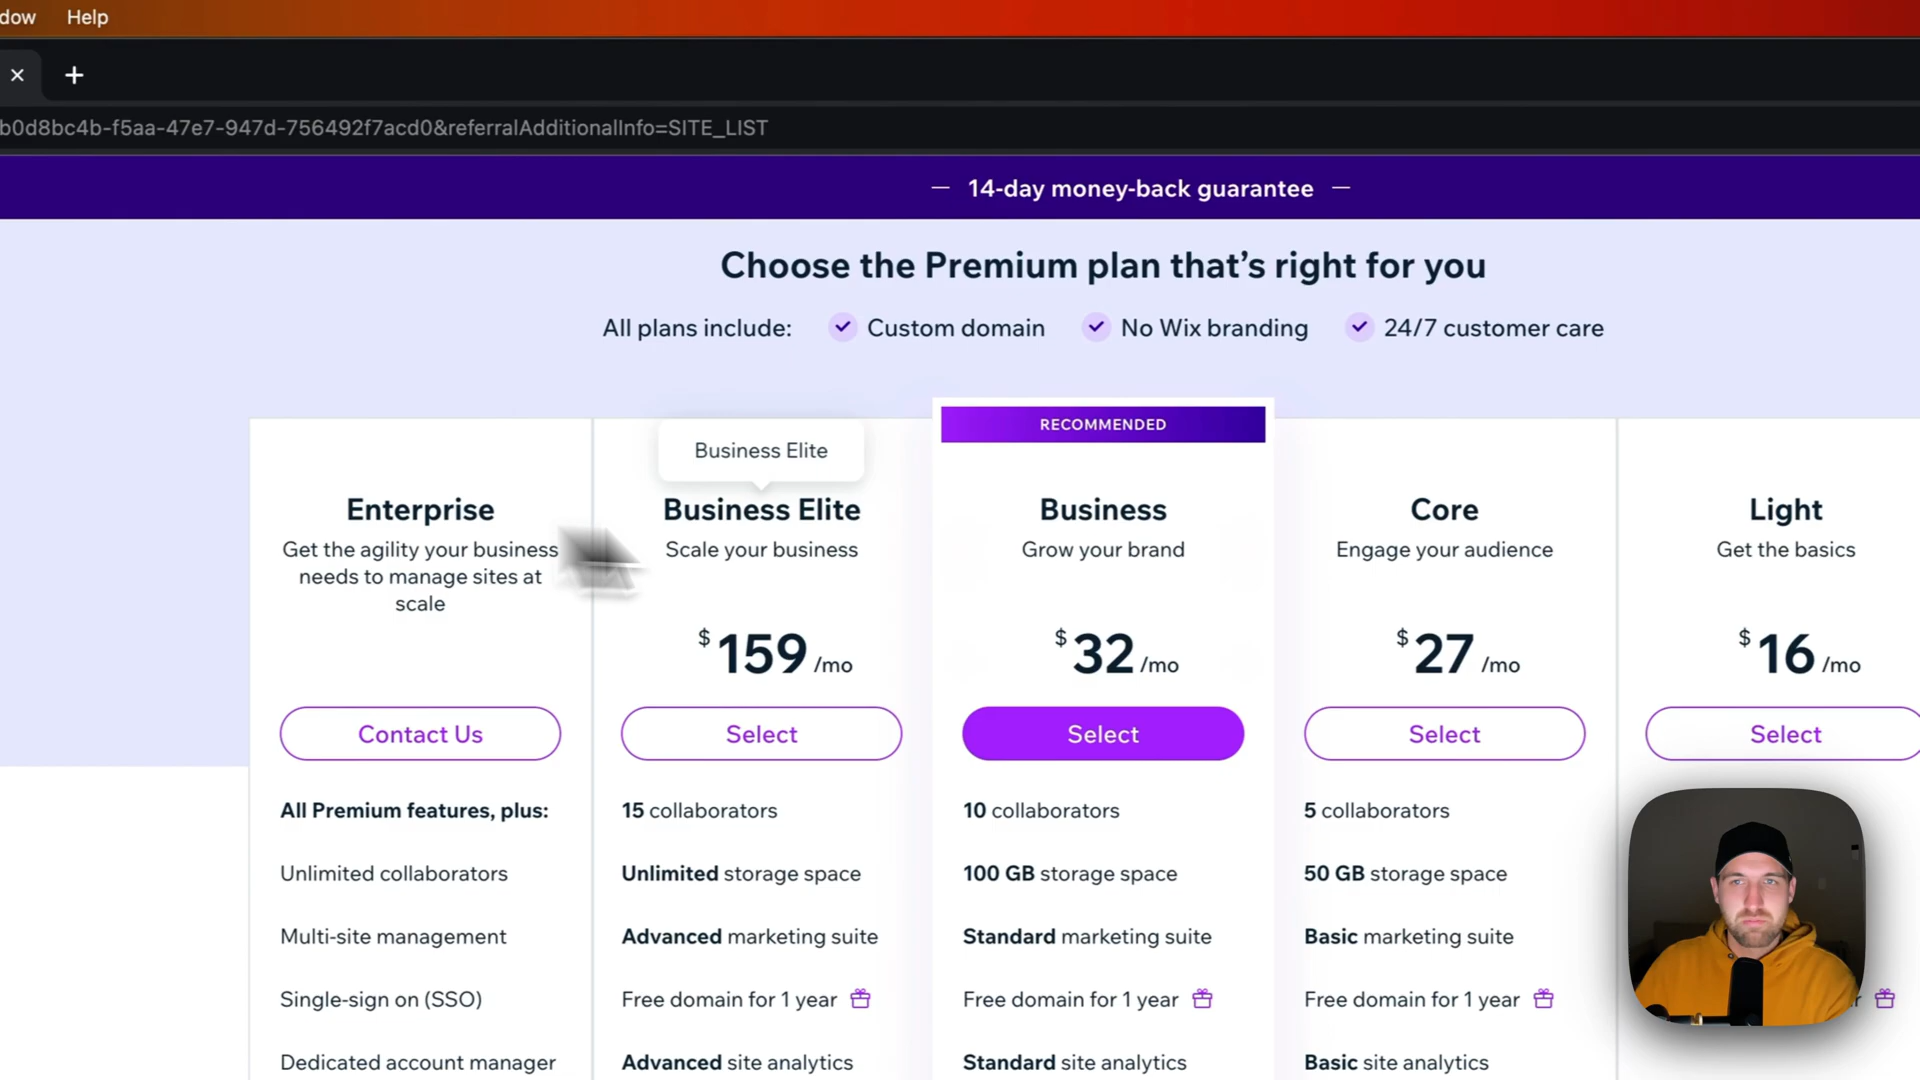 dow Help
b0d8bc4b-f5aa-47e7-947d-756492f7acd0&referralAdditionalInfo=SITE_LIST
14-day money-back guarantee
Choose the Premium plan that's right for you
All plans include: Custom domain No Wix branding 24/7 customer care
RECOMMENDED
Business Elite
Enterprise
Get the agility your business
needs to manage sites at
scale
Contact Us
All Premium features, plus:
Unlimited collaborators
Multi-site management
Single-sign on (SSO)
Dedicated account manager
Business Elite
Scale your business
$159/mo
Select
15 collaborators
Unlimited storage space
Advanced marketing suite
Free domain for 1 year
Advanced site analytics
Business
Grow your brand
$32/mo
Select
10 collaborators
100 GB storage space
Standard marketing suite
Free domain for 1 year
Standard site analytics
Core
Engage your audience
$27/mo
Select
5 collaborators
50 GB storage space
Basic marketing suite
Free domain for 1 year
Basic site analytics
Light
Get the basics
$16/mo
Select